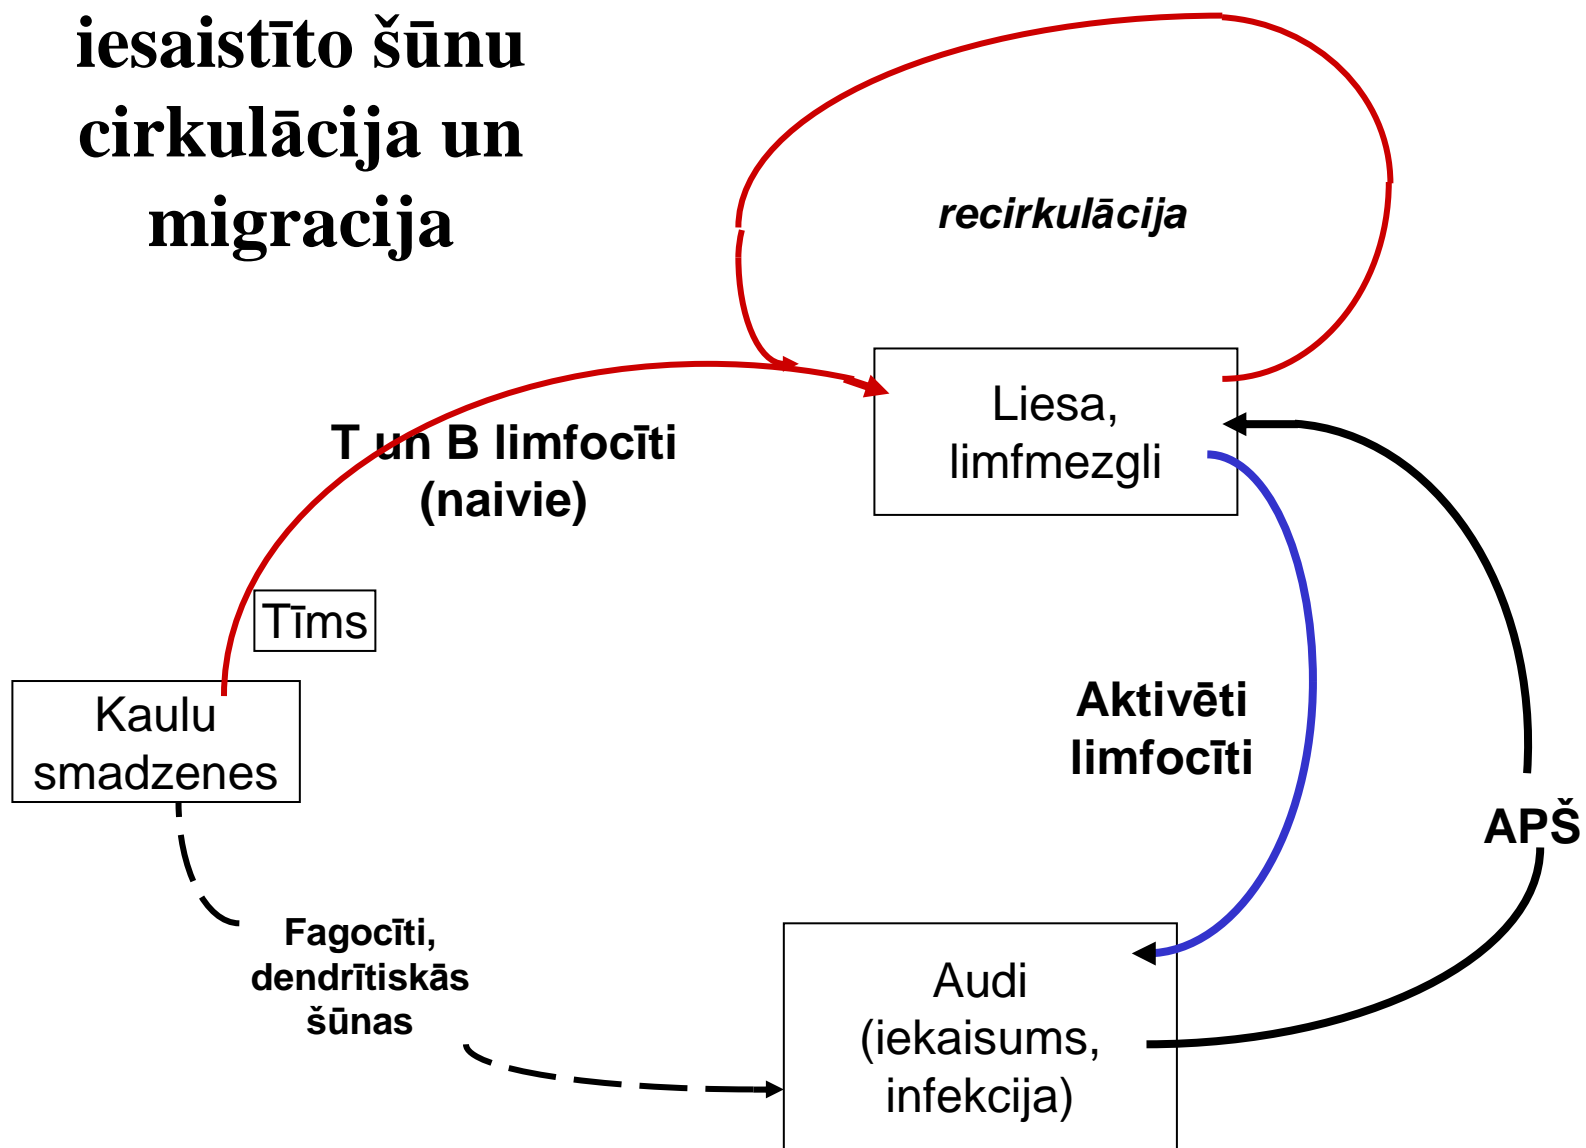 iesaistīto šūnu
cirkulācija un
migracija
recirkulācija
Liesa,
limfmezgli
T un B limfocīti
(naivie)
Tīms
Kaulu
smadzenes
Aktivēti
limfocīti
APŠ
Fagocīti,
dendrītiskās
šūnas
Audi
(iekaisums,
infekcija)